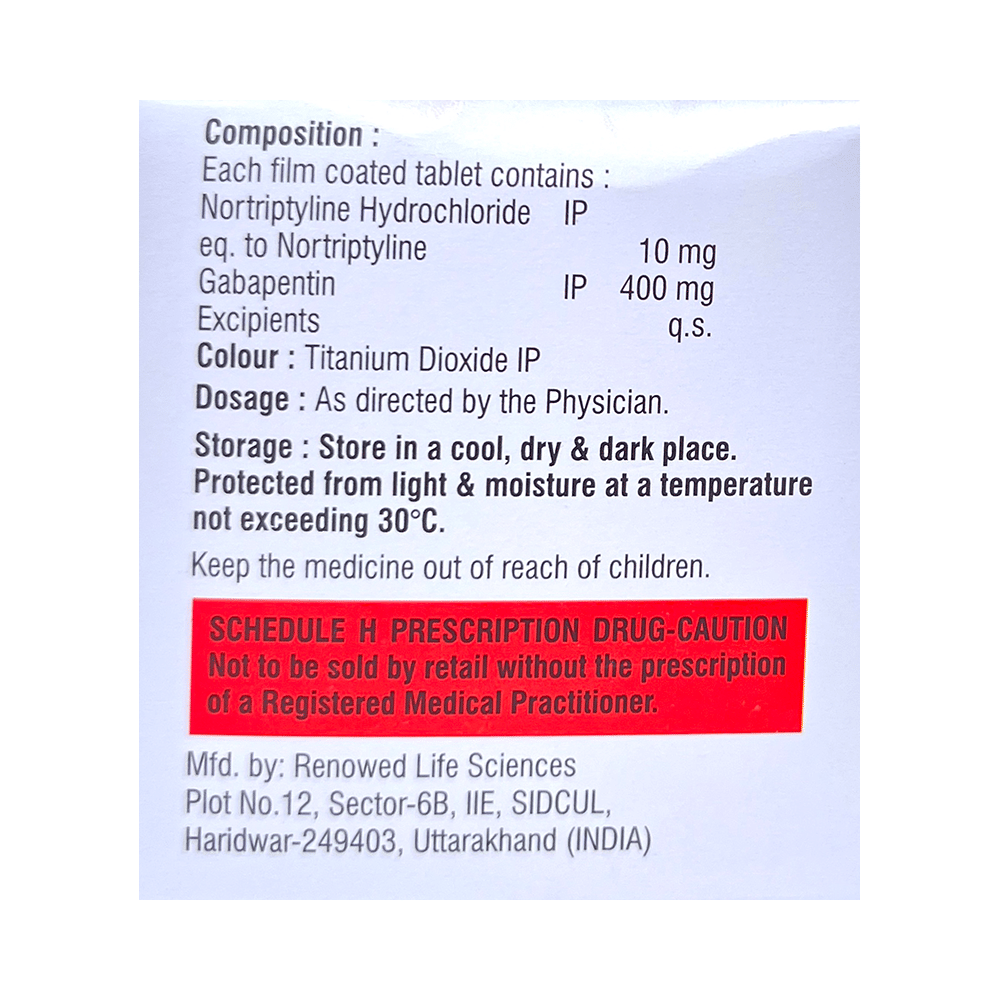 Composition :
Each film coated tablet contains :
Nortriptyline Hydrochloride IP
eq. to Nortriptyline 10 mg
Gabapentin IP 400 mg
Excipients q.s.
Colour : Titanium Dioxide IP
Dosage : As directed by the Physician.
Storage : Store in a cool, dry & dark place.
Protected from light & moisture at a temperature
not exceeding 30°C.
Keep the medicine out of reach of children.
SCHEDULE H PRESCRIPTION DRUG-CAUTION
Not to be sold by retail without the prescription
of a Registered Medical Practitioner.
Mfd. by: Renowed Life Sciences
Plot No.12, Sector-6B, IIE, SIDCUL,
Haridwar-249403, Uttarakhand (INDIA)